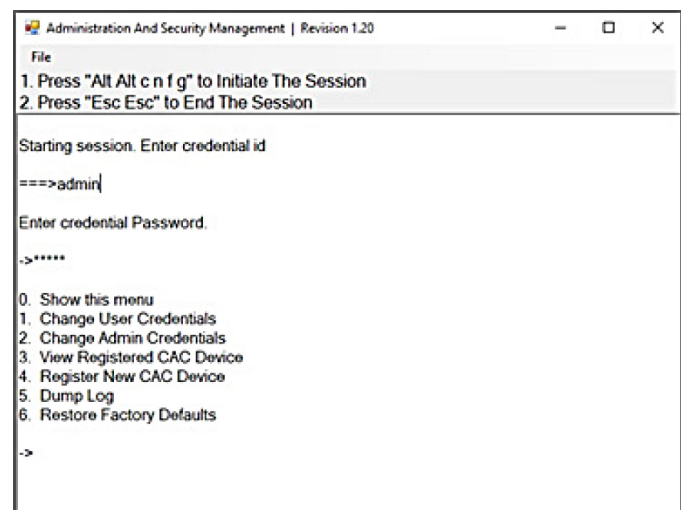 Administration And Security Management | Revision 1.20
File
1. Press "Alt Alt c n f g" to Initiate The Session
2. Press "Esc Esc" to End The Session
Starting session. Enter credential id
===>admin
Enter credential Password.
->*****
0. Show this menu
1. Change User Credentials
2. Change Admin Credentials
3. View Registered CAC Device
4. Register New CAC Device
5. Dump Log
6. Restore Factory Defaults
->